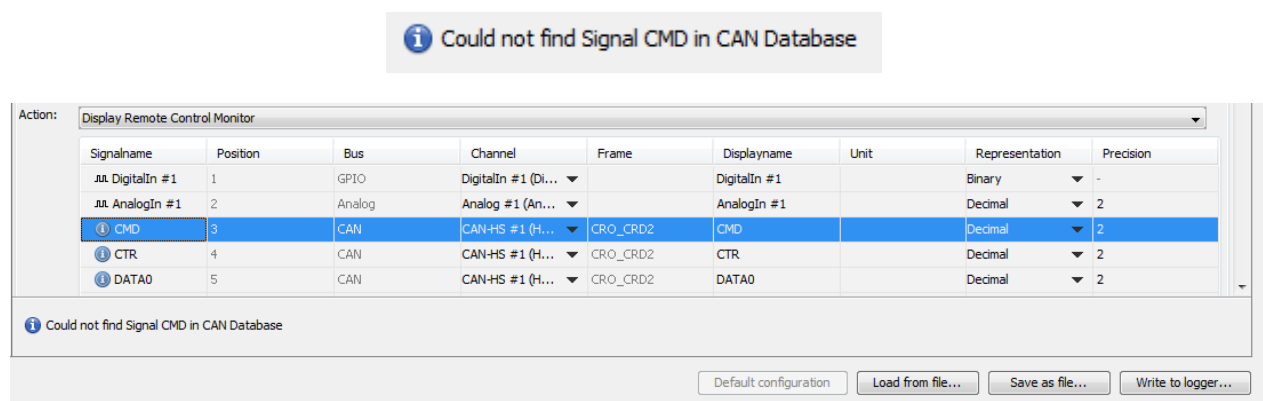 Could not find Signal CMD in CAN Database
Action: Display Remote Control Monitor
Signalname Position Bus Channel Frame Displayname Unit Representation Precision
DigitalIn #1 1 GPIO DigitalIn #1 (Di... DigitalIn #1 Binary -
AnalogIn #1 2 Analog Analog #1 (An... AnalogIn #1 Decimal 2
CMD 3 CAN CAN-HS #1 (H... CRO_CRD2 CMD Decimal 2
CTR 4 CAN CAN-HS #1 (H... CRO_CRD2 CTR Decimal 2
DATA0 5 CAN CAN-HS #1 (H... CRO_CRD2 DATA0 Decimal 2
Could not find Signal CMD in CAN Database
Default configuration Load from file... Save as file... Write to logger...